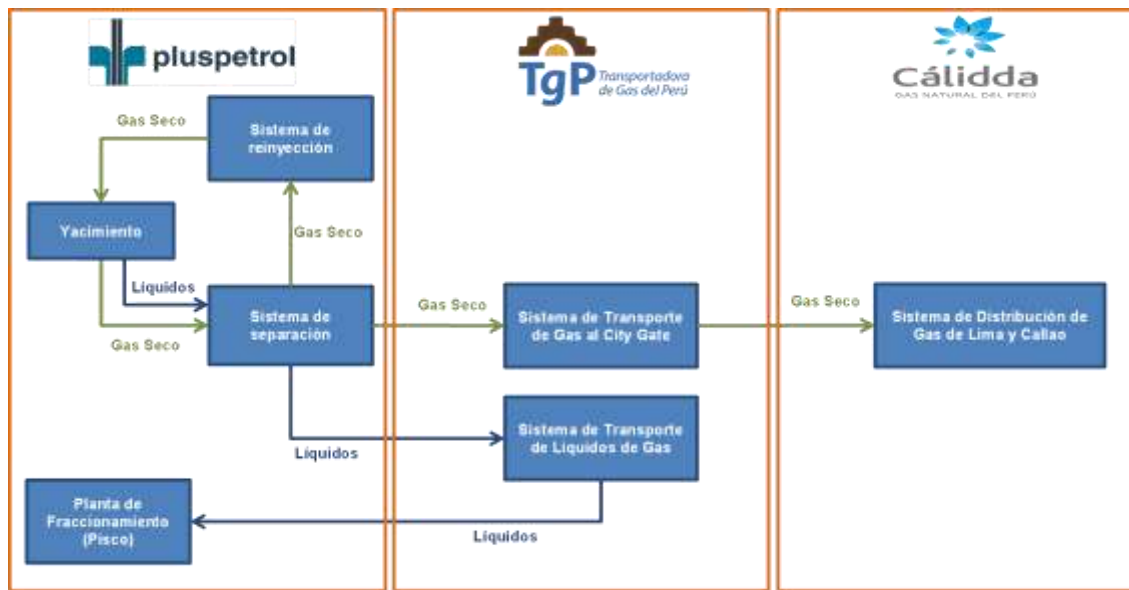 pluspetrol
TgP
Transportadora
de Gas del Perú
Cálidda
GAS NATURAL DEL PERÚ
Gas Seco
Sistema de
reinyección
Yacimiento
Gas Seco
Líquidos
Sistema de
separación
Gas Seco
Gas Seco
Sistema de Transporte
de Gas al City Gate
Gas Seco
Sistema de Distribución de
Gas de Lima y Callao
Líquidos
Sistema de Transporte
de Líquidos de Gas
Planta de
Fraccionamiento
(Pisco)
Líquidos